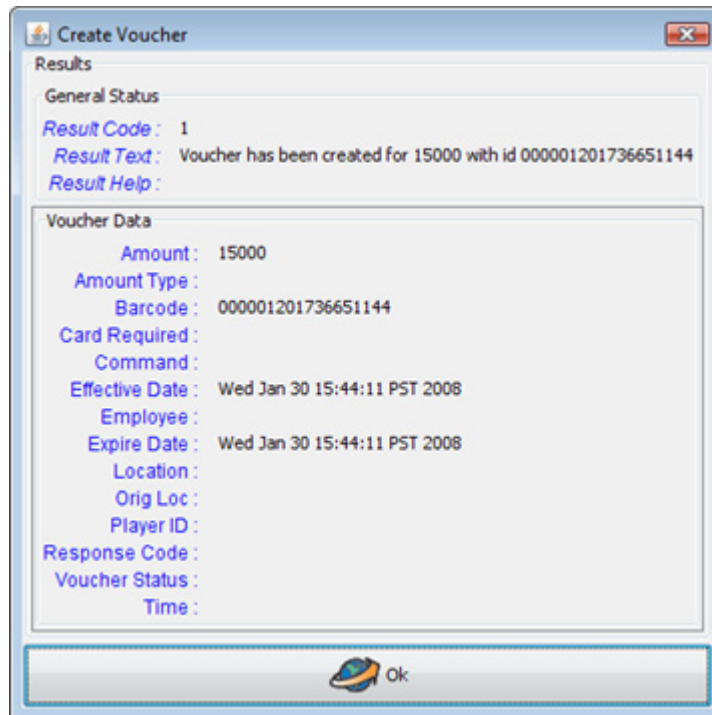 Create Voucher
Results
General Status
Result Code : 1
Result Text : Voucher has been created for 15000 with id 000001201736651144
Result Help :
Voucher Data
Amount : 15000
Amount Type :
Barcode : 000001201736651144
Card Required :
Command :
Effective Date : Wed Jan 30 15:44:11 PST 2008
Employee :
Expire Date : Wed Jan 30 15:44:11 PST 2008
Location :
Orig Loc :
Player ID :
Response Code :
Voucher Status :
Time :
Ok